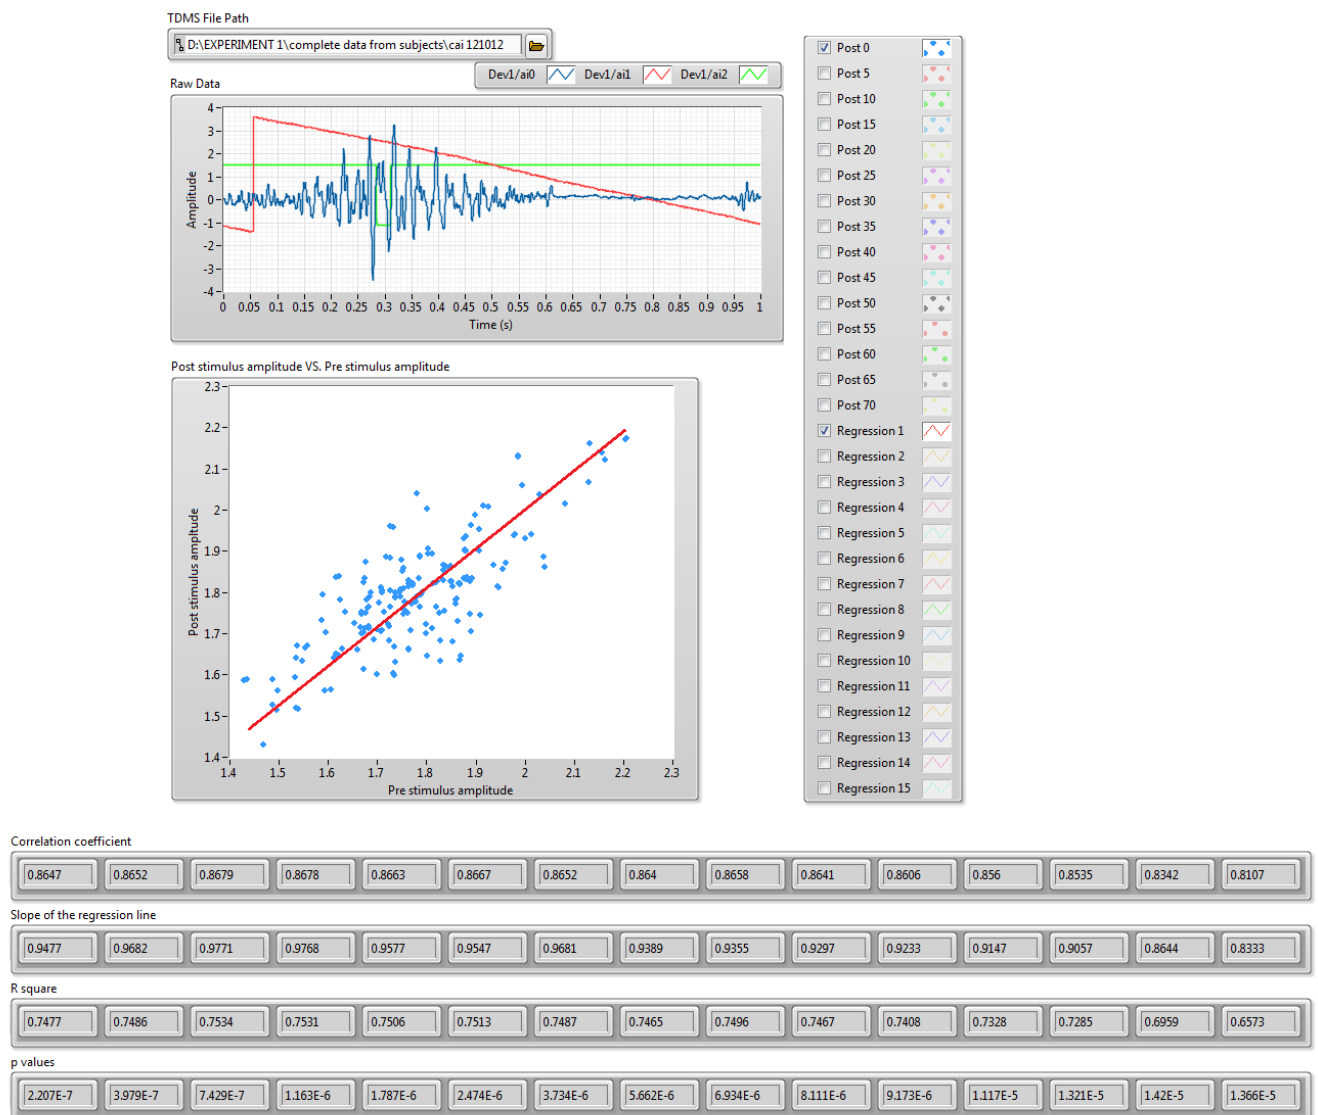 TDMS File Path
D:\EXPERIMENT 1\complete data from subjects\cai 121012
Dev1/ai0 Dev1/ai1 Dev1/ai2
Raw Data
4
3
2
1
0
-1
-2
-3
-4
Amplitude
0 0.05 0.1 0.15 0.2 0.25 0.3 0.35 0.4 0.45 0.5 0.55 0.6 0.65 0.7 0.75 0.8 0.85 0.9 0.95 1
Time (s)
Post stimulus amplitude VS. Pre stimulus amplitude
2.3
2.2
2.1
2
1.9
1.8
1.7
1.6
1.5
1.4
Post stimulus ampltude
1.4 1.5 1.6 1.7 1.8 1.9 2 2.1 2.2 2.3
Pre stimulus amplitude
Post 0
Post 5
Post 10
Post 15
Post 20
Post 25
Post 30
Post 35
Post 40
Post 45
Post 50
Post 55
Post 60
Post 65
Post 70
Regression 1
Regression 2
Regression 3
Regression 4
Regression 5
Regression 6
Regression 7
Regression 8
Regression 9
Regression 10
Regression 11
Regression 12
Regression 13
Regression 14
Regression 15
Correlation coefficient
0.8647 0.8652 0.8679 0.8678 0.8663 0.8667 0.8652 0.864 0.8658 0.8641 0.8606 0.856 0.8535 0.8342 0.8107
Slope of the regression line
0.9477 0.9682 0.9771 0.9768 0.9577 0.9547 0.9681 0.9389 0.9355 0.9297 0.9233 0.9147 0.9057 0.8644 0.8333
R square
0.7477 0.7486 0.7534 0.7531 0.7506 0.7513 0.7487 0.7465 0.7496 0.7467 0.7408 0.7328 0.7285 0.6959 0.6573
p values
2.207E-7 3.979E-7 7.429E-7 1.163E-6 1.787E-6 2.474E-6 3.734E-6 5.662E-6 6.934E-6 8.111E-6 9.173E-6 1.117E-5 1.321E-5 1.42E-5 1.366E-5